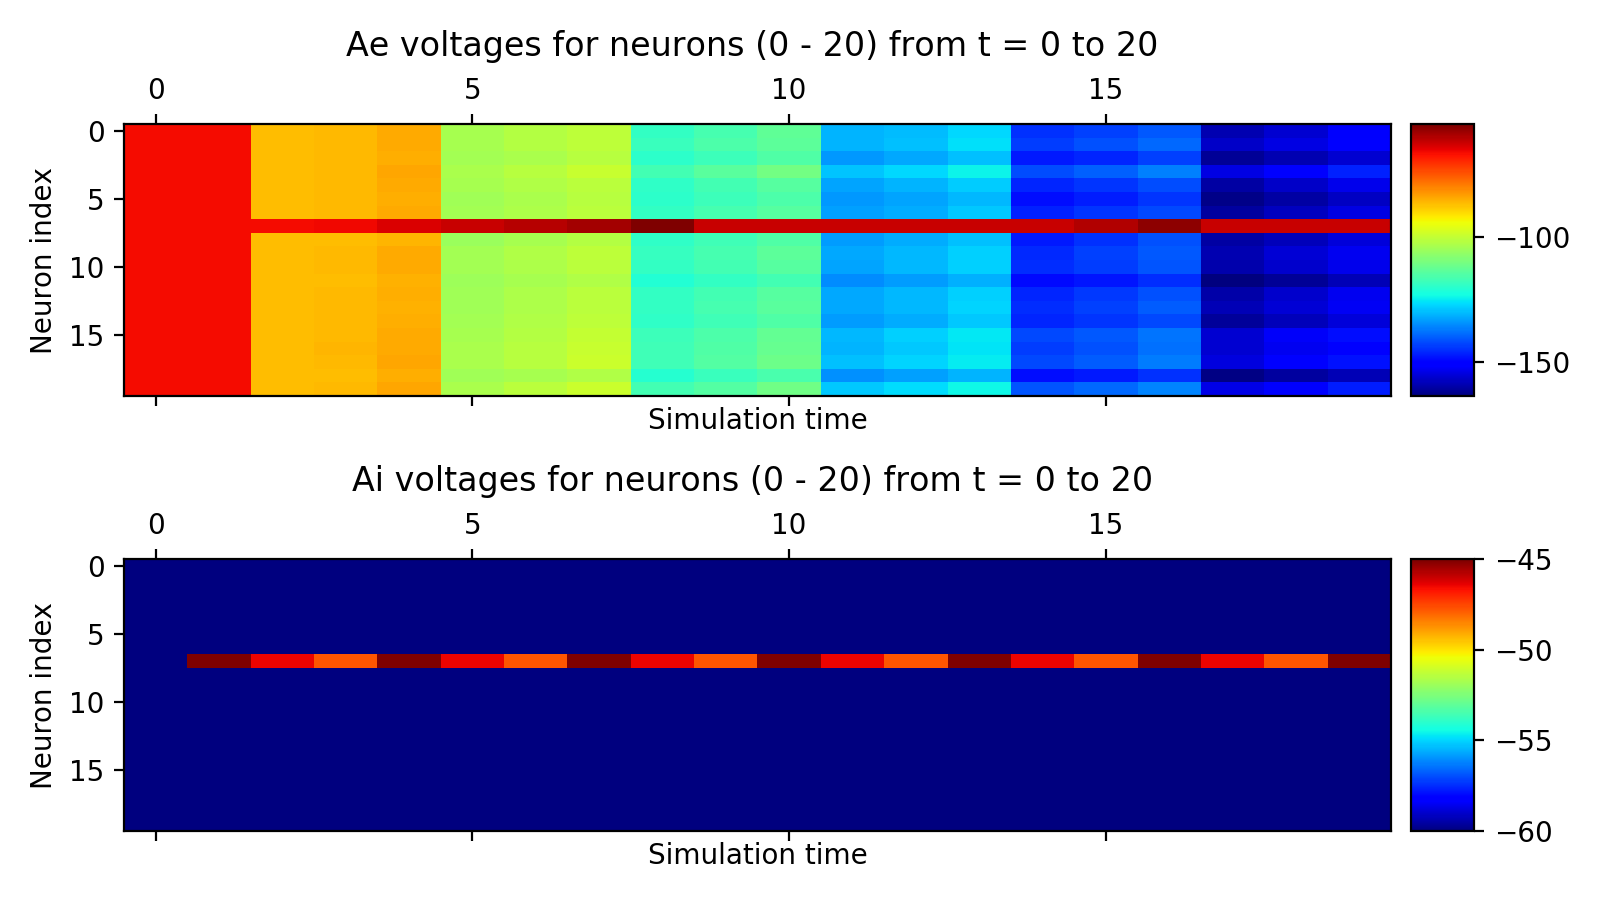 Ae voltages for neurons (0 - 20) from t = 0 to 20
0 5 10 15
Neuron index
0
5
10
15
−100
−150
Simulation time
Ai voltages for neurons (0 - 20) from t = 0 to 20
0 5 10 15
Neuron index
0
5
10
15
−45
−50
−55
−60
Simulation time